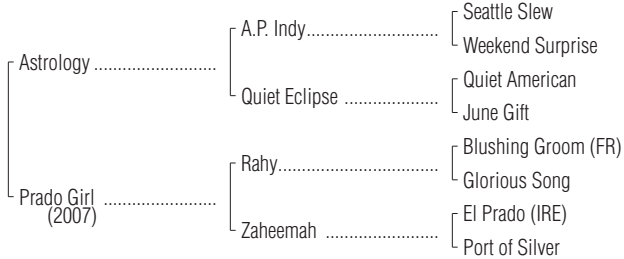 Seattle Slew
A.P. Indy..............................
Weekend Surprise
Astrology ...........................
Quiet American
Quiet Eclipse .....................
June Gift
Blushing Groom (FR)
Rahy....................................
Glorious Song
Prado Girl .........................
(2007)
El Prado (IRE)
Zaheemah .........................
Port of Silver